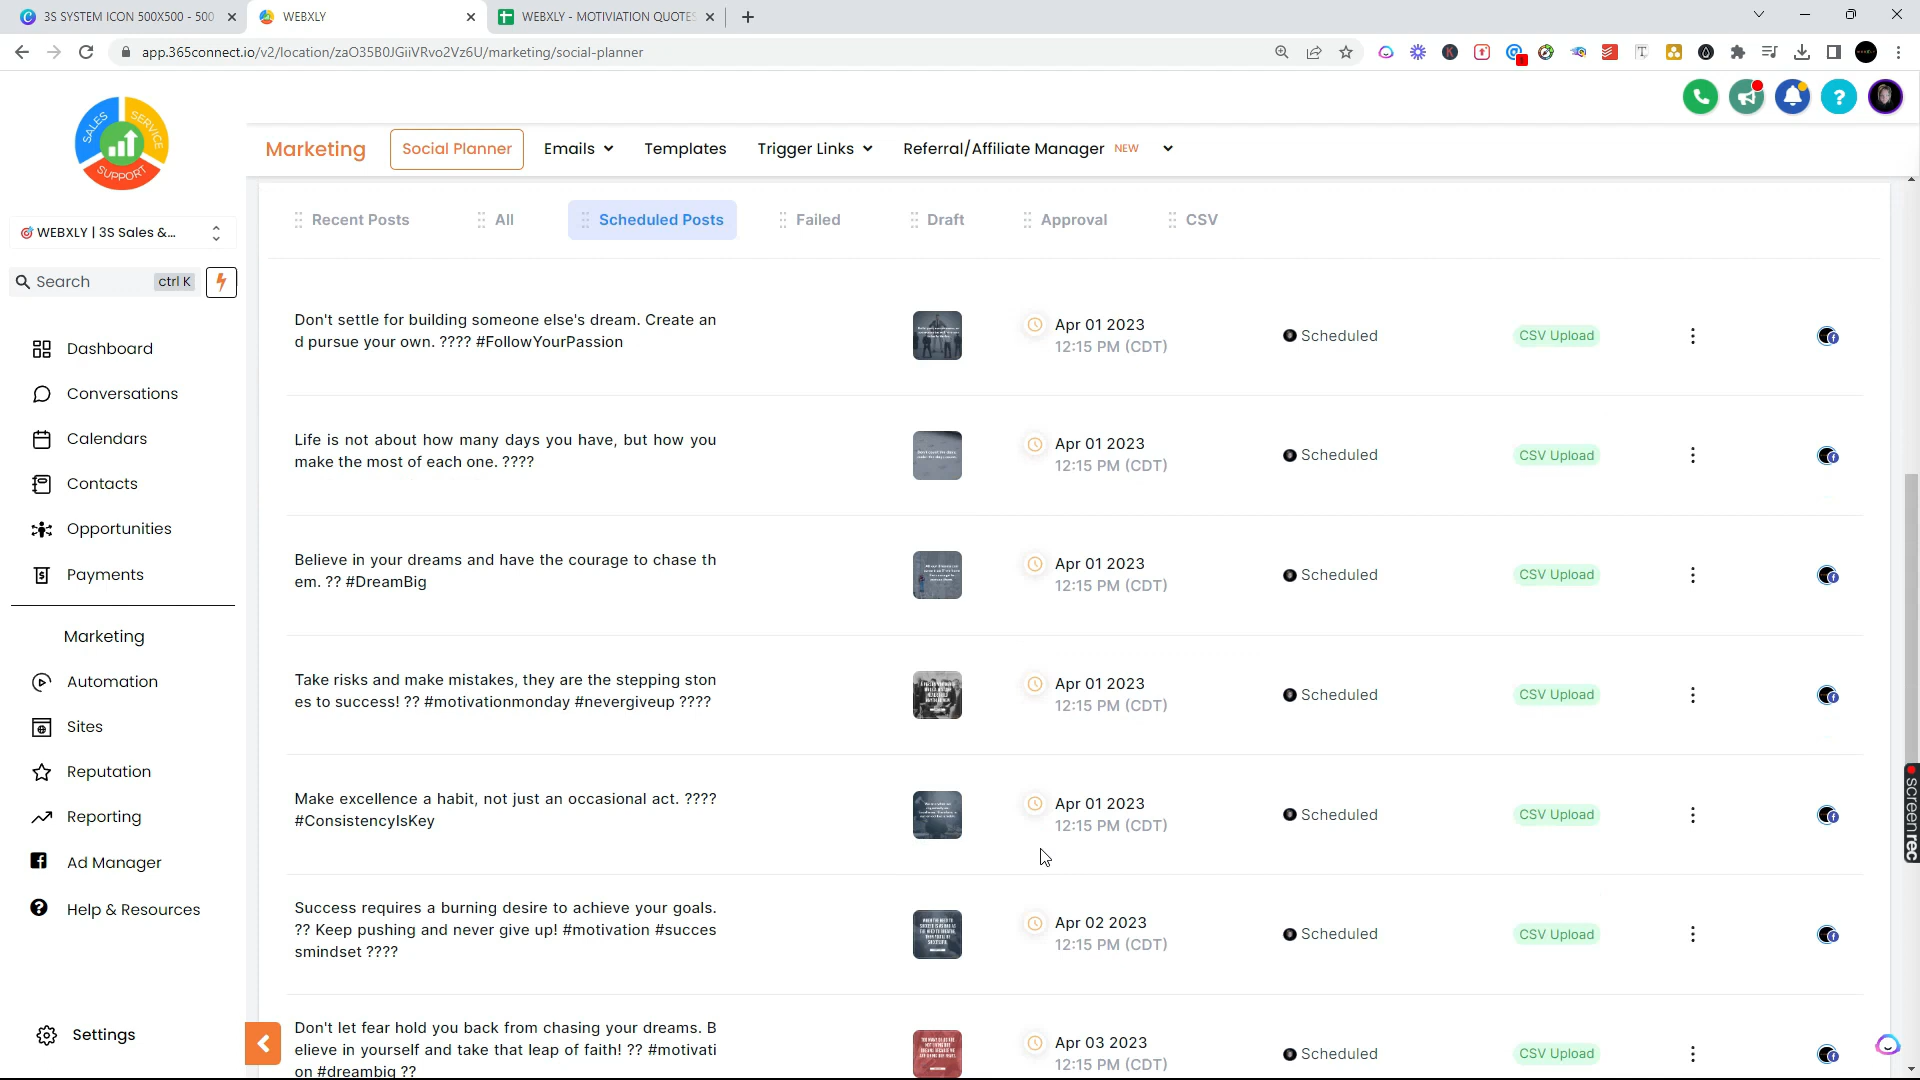 3S SYSTEM ICON 500X500 - 500
WEBXLY
WEBXLY - MOTIVIATION QUOTES
app.365connect.io/v2/location/zaO35B0JGiiVRvo2Vz6U/marketing/social-planner
SALES
SERVICE
SUPPORT
Marketing
Social Planner
Emails
Templates
Trigger Links
Referral/Affiliate Manager NEW
WEBXLY | 3S Sales &...
Search
ctrl K
Dashboard
Conversations
Calendars
Contacts
Opportunities
Payments
Marketing
Automation
Sites
Reputation
Reporting
Ad Manager
Help & Resources
Settings
Recent Posts
All
Scheduled Posts
Failed
Draft
Approval
CSV
Don't settle for building someone else's dream. Create an
d pursue your own. ???? #FollowYourPassion
Apr 01 2023
12:15 PM (CDT)
Scheduled
CSV Upload
Life is not about how many days you have, but how you
make the most of each one. ????
Apr 01 2023
12:15 PM (CDT)
Scheduled
CSV Upload
Believe in your dreams and have the courage to chase th
em. ?? #DreamBig
Apr 01 2023
12:15 PM (CDT)
Scheduled
CSV Upload
Take risks and make mistakes, they are the stepping ston
es to success! ?? #motivationmonday #nevergiveup ????
Apr 01 2023
12:15 PM (CDT)
Scheduled
CSV Upload
Make excellence a habit, not just an occasional act. ????
#ConsistencyIsKey
Apr 01 2023
12:15 PM (CDT)
Scheduled
CSV Upload
Success requires a burning desire to achieve your goals.
?? Keep pushing and never give up! #motivation #succes
smindset ????
Apr 02 2023
12:15 PM (CDT)
Scheduled
CSV Upload
Don't let fear hold you back from chasing your dreams. B
elieve in yourself and take that leap of faith! ?? #motivati
on #dreambig ??
Apr 03 2023
12:15 PM (CDT)
Scheduled
CSV Upload
screenrec